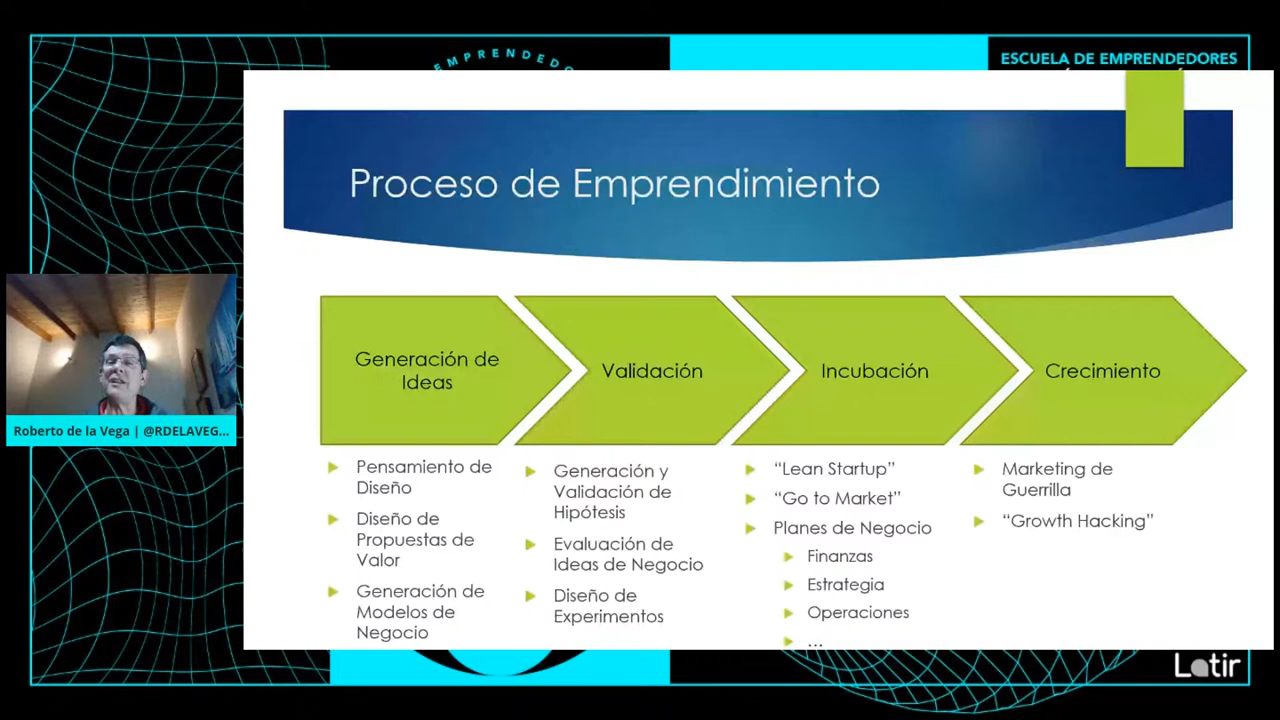 EMPRENDEDO
ESCUELA DE EMPRENDEDORES
Proceso de Emprendimiento
Generación de
Ideas
Validación
Incubación
Crecimiento
Pensamiento de
Diseño
Diseño de
Propuestas de
Valor
Generación de
Modelos de
Negocio
Generación y
Validación de
Hipótesis
Evaluación de
Ideas de Negocio
Diseño de
Experimentos
“Lean Startup”
“Go to Market”
Planes de Negocio
Finanzas
Estrategia
Operaciones
...
Marketing de
Guerrilla
“Growth Hacking”
Roberto de la Vega | @RDELAVEG...
Latir